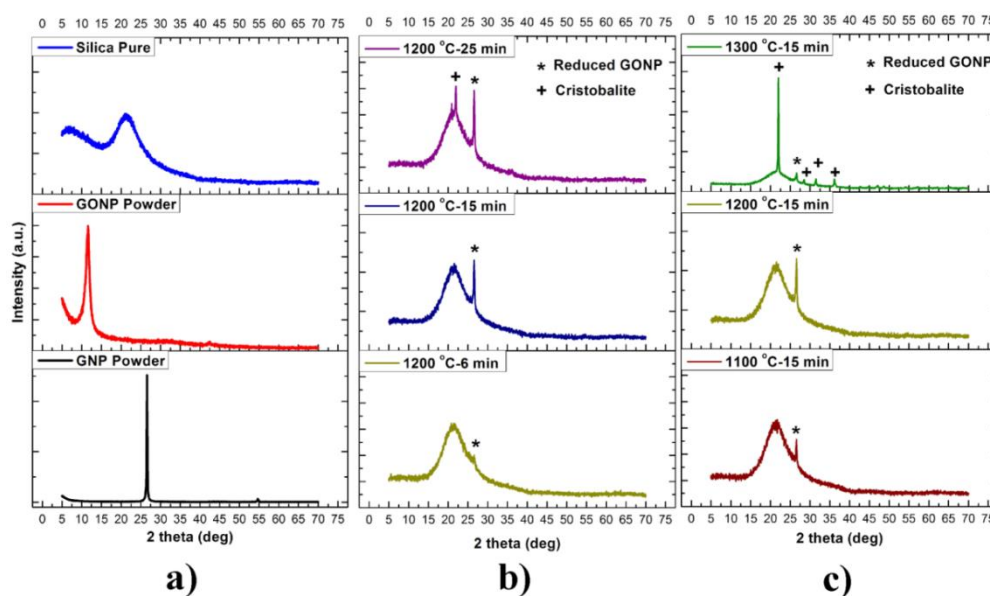 0 5 10 15 20 25 30 35 40 45 50 55 60 65 70 75
Silica Pure
GONP Powder
GNP Powder
Intensity (a.u.)
0 5 10 15 20 25 30 35 40 45 50 55 60 65 70 75
2 theta (deg)
a)
0 5 10 15 20 25 30 35 40 45 50 55 60 65 70 75
1200 °C-25 min
* Reduced GONP
+ Cristobalite
+
*
1200 °C-15 min
*
1200 °C-6 min
*
0 5 10 15 20 25 30 35 40 45 50 55 60 65 70 75
2 theta (deg)
b)
0 5 10 15 20 25 30 35 40 45 50 55 60 65 70 75
1300 °C-15 min
* Reduced GONP
+ Cristobalite
+
* + + +
1200 °C-15 min
*
1100 °C-15 min
*
0 5 10 15 20 25 30 35 40 45 50 55 60 65 70 75
2 theta (deg)
c)